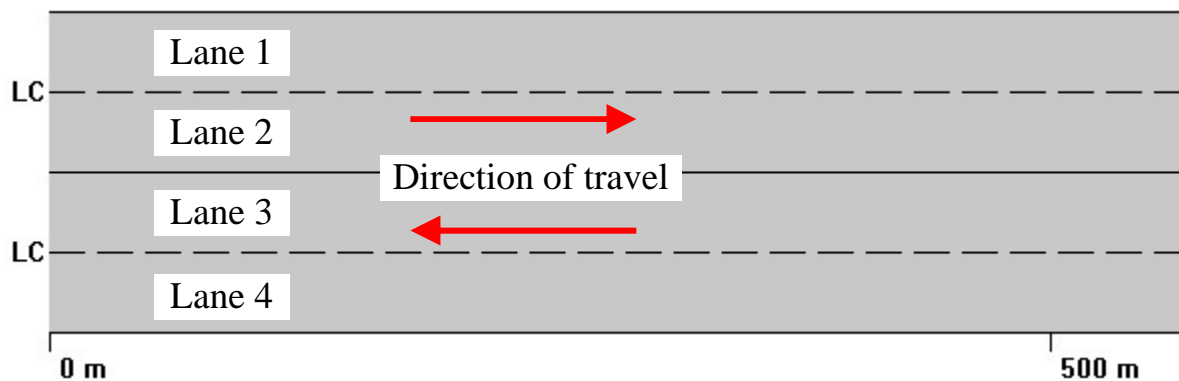 Lane 1
LC
Lane 2
Direction of travel
Lane 3
LC
Lane 4
0 m
500 m